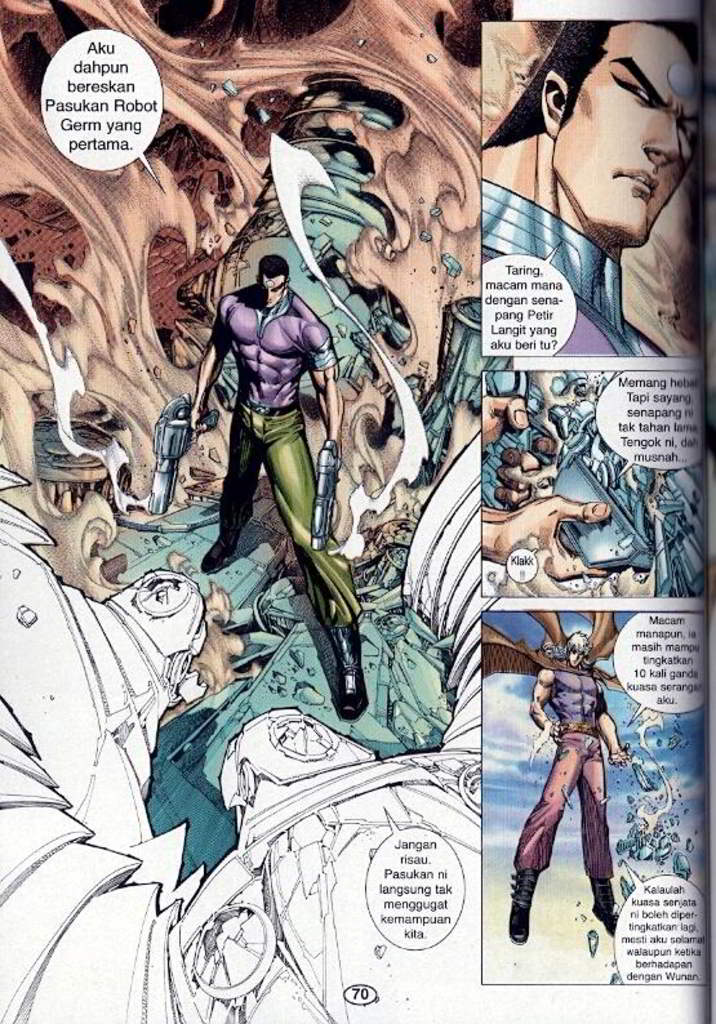 Aku
dahpun
bereskan
Pasukan Robot
Germ yang
pertama.
Taring,
macam mana
dengan sena-
pang Petir
Langit yang
aku beri tu?
Memang hebat
Tapi sayang
senapang ni
tak tahan lama.
Tengok ni, dah
musnah...
Klakk
!!
Macam
manapun, ia
masih mampu
tingkatkan
10 kali ganda
kuasa serangan
aku.
Jangan
risau.
Pasukan ni
langsung tak
menggugat
kemampuan
kita.
Kalaulah
kuasa senjata
ni boleh diper-
tingkatkan lagi,
mesti aku selamat
walaupun ketika
berhadapan
dengan Wunan.
70